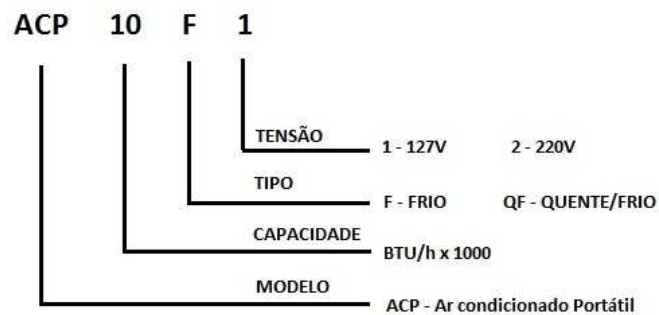 ACP 10 F 1
TENSÃO
1 - 127V 2 - 220V
TIPO
F - FRIO QF - QUENTE/FRIO
CAPACIDADE
BTU/h x 1000
MODELO
ACP - Ar condicionado Portátil